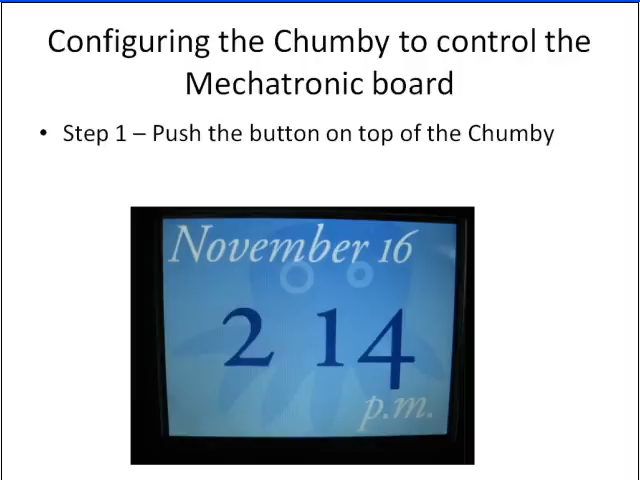 Configuring the Chumby to control the
Mechatronic board
• Step 1 – Push the button on top of the Chumby
November 16
2 14
p.m.